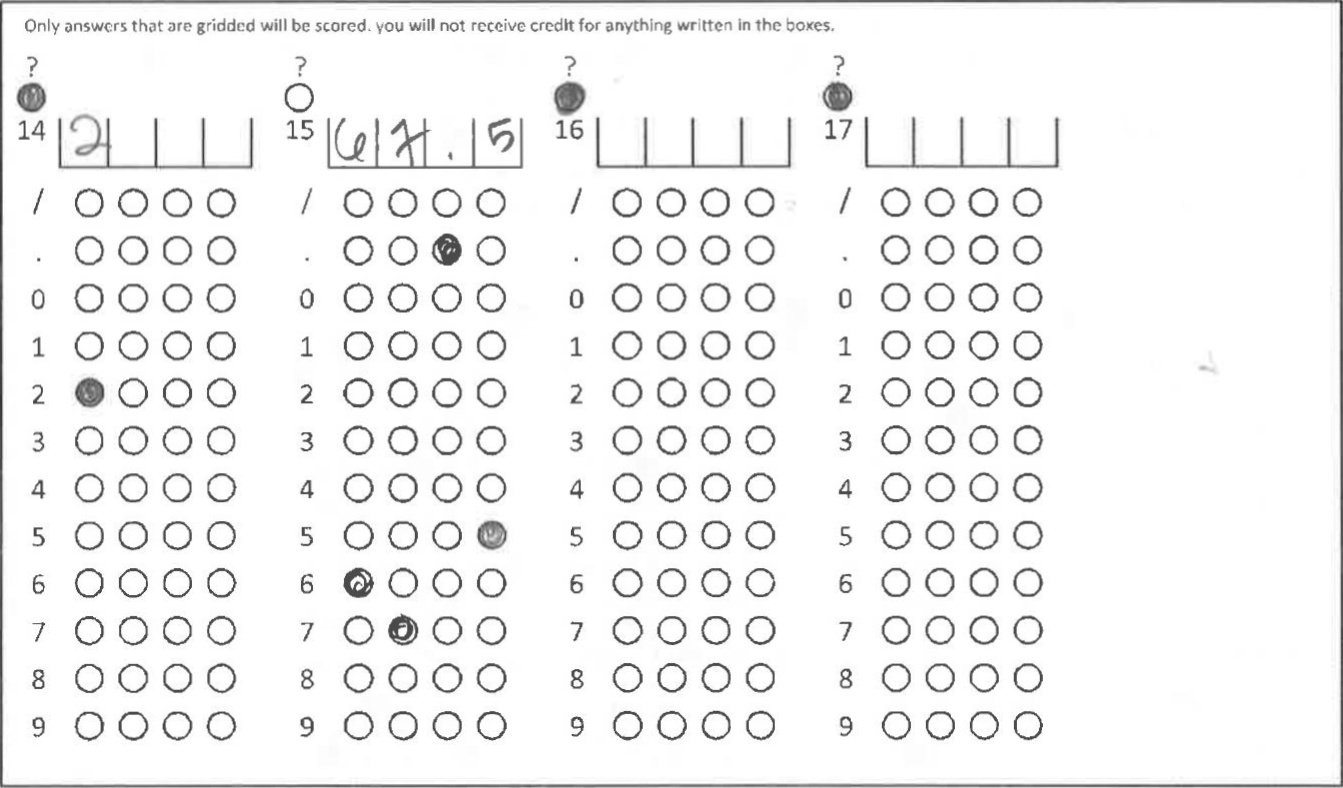 Only answers that are gridded will be scored. you will not receive credit for anything written in the boxes.
? ? ? ?
14 2 15 67.5 16 17
/ / / /
. . . .
0 0 0 0
1 1 1 1
2 2 2 2
3 3 3 3
4 4 4 4
5 5 5 5
6 6 6 6
7 7 7 7
8 8 8 8
9 9 9 9